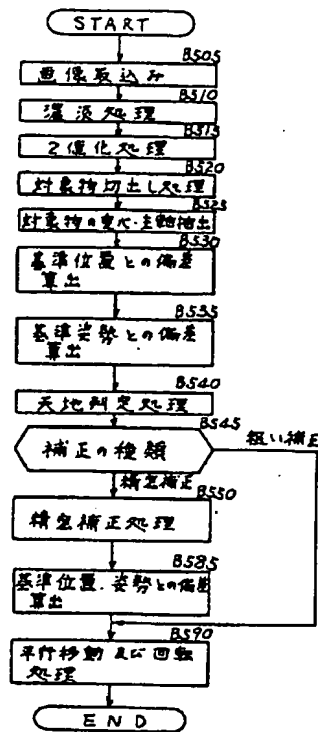 START
B505
画像取込み
B510
濃淡処理
B515
2値化処理
B520
対象物切出し処理
B525
対象物の重心・主軸抽出
B530
基準位置との偏差
算出
B535
基準姿勢との偏差
算出
B540
天地判定処理
B545
補正の種類
粗い補正
精密補正
B550
精密補正処理
B585
基準位置、姿勢との偏差
算出
B590
平行移動及び回転
処理
END